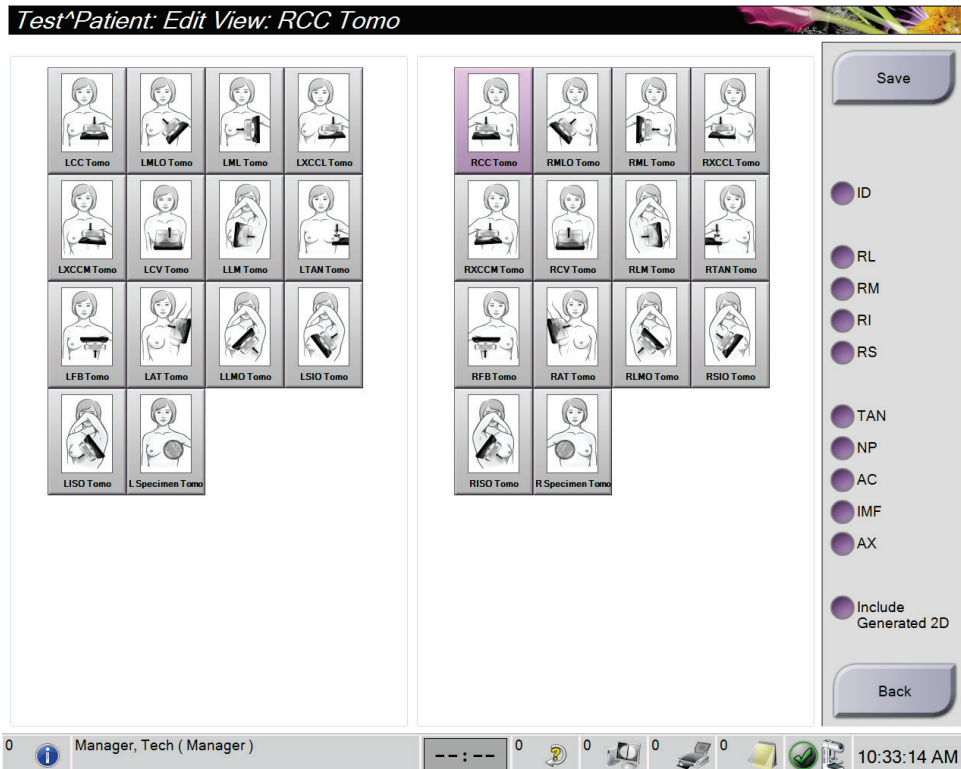 Test^Patient: Edit View: RCC Tomo
LCC Tomo LMLO Tomo LML Tomo LXCCL Tomo
LXCCM Tomo LCV Tomo LLM Tomo LTAN Tomo
LFB Tomo LAT Tomo LLMO Tomo LSIO Tomo
LISO Tomo L Specimen Tomo
RCC Tomo RMLO Tomo RML Tomo RXCCL Tomo
RXCCM Tomo RCV Tomo RLM Tomo RTAN Tomo
RFB Tomo RAT Tomo RLMO Tomo RSIO Tomo
RISO Tomo R Specimen Tomo
Save
ID
RL
RM
RI
RS
TAN
NP
AC
IMF
AX
Include
Generated 2D
Back
0 Manager, Tech ( Manager ) --:-- 0 0 0 0 10:33:14 AM